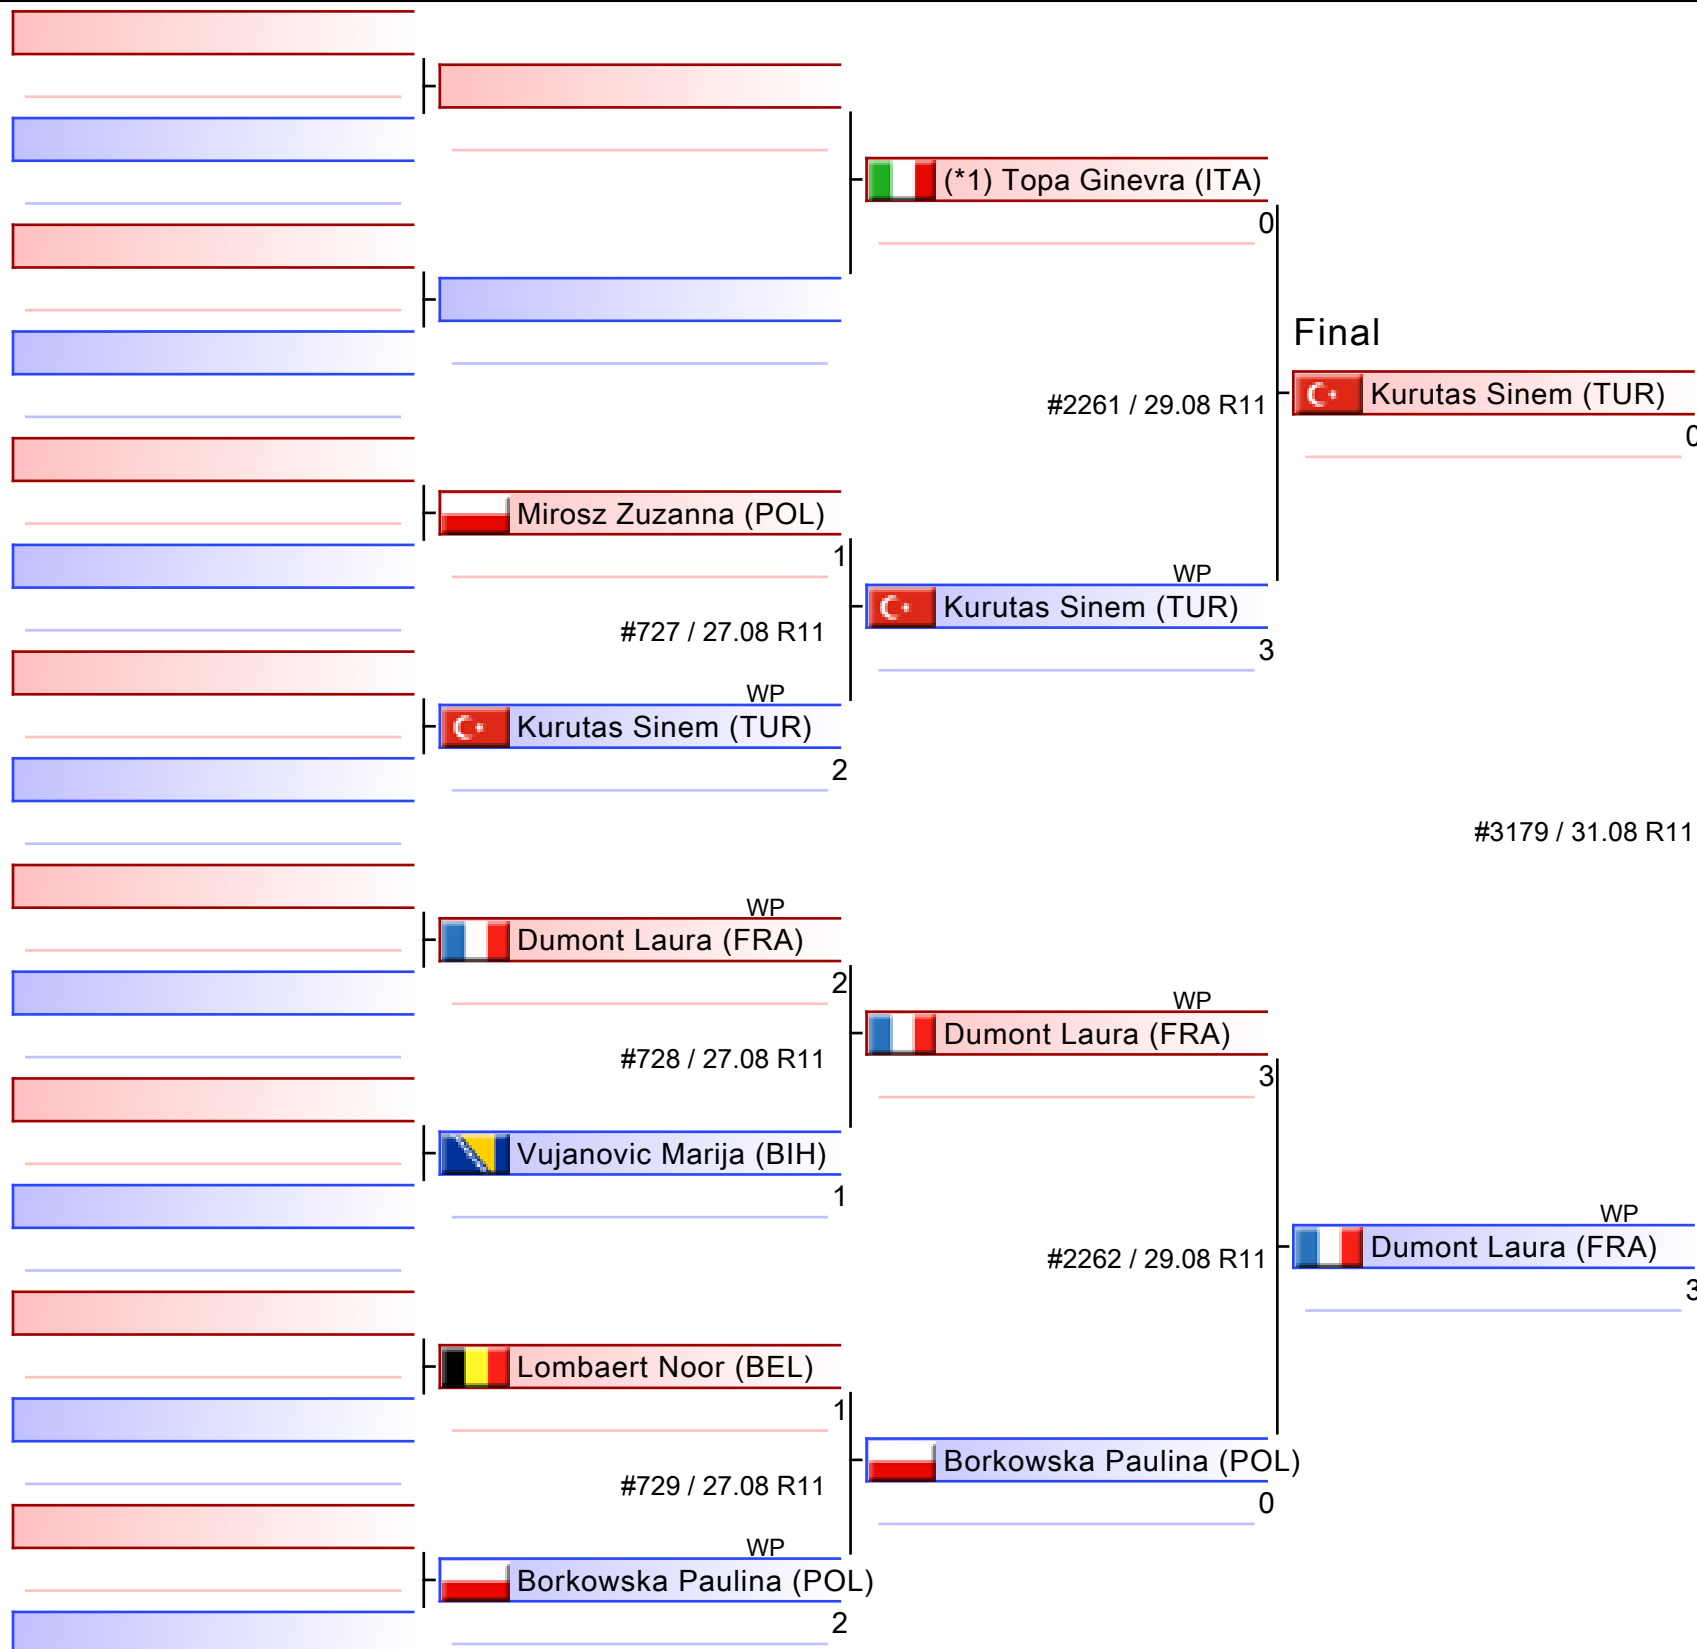 (*1) Topa Ginevra (ITA)
0
Final
#2261 / 29.08 R11
Kurutas Sinem (TUR)
0
Mirosz Zuzanna (POL)
1
WP
Kurutas Sinem (TUR)
3
#727 / 27.08 R11
WP
Kurutas Sinem (TUR)
2
#3179 / 31.08 R11
WP
Dumont Laura (FRA)
2
WP
Dumont Laura (FRA)
3
#728 / 27.08 R11
Vujanovic Marija (BIH)
1
#2262 / 29.08 R11
WP
Dumont Laura (FRA)
3
Lombaert Noor (BEL)
1
Borkowska Paulina (POL)
0
#729 / 27.08 R11
WP
Borkowska Paulina (POL)
2